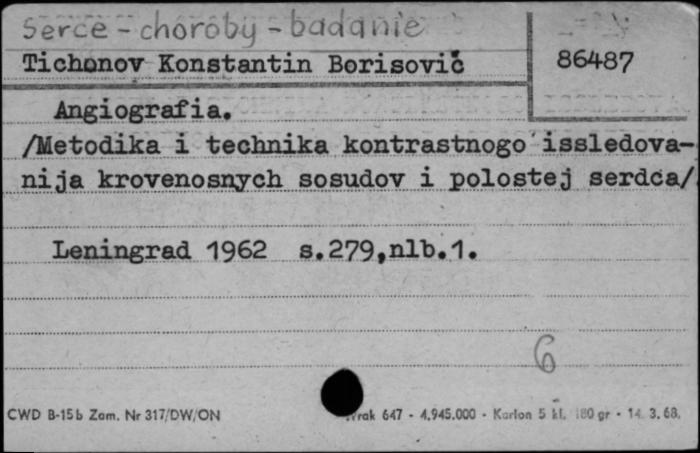 Serce - choroby - badanie
Tichonov Konstantin Borisovič
86487
Angiografia.
/Metodika i technika kontrastnogo issledova-
nija krovenosnych sosudov i polostej serdca/
Leningrad 1962 s.279,nlb.1.
6
CWD B-15b Zam. Nr 317/DW/ON
rak 647 - 4.945.000 - Karton 5 kl. 180 gr - 14. 3. 68.